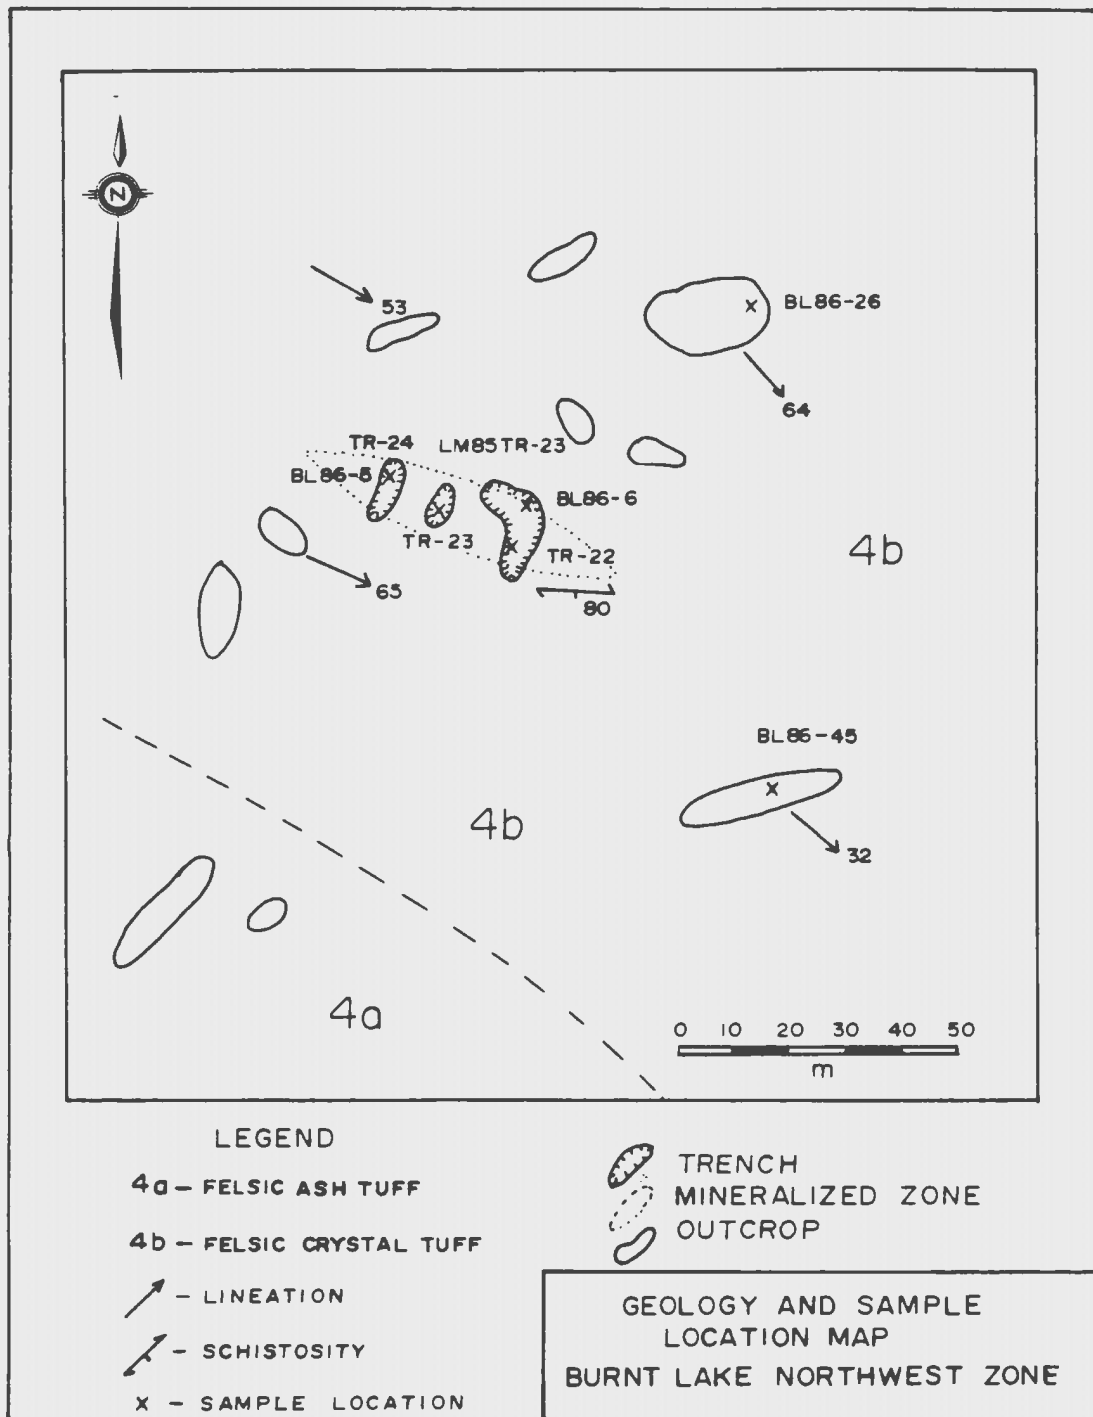 N
53
BL86-26
64
TR-24
LM85TR-23
BL86-5
BL86-6
TR-23
TR-22
4b
65
80
BL86-45
4b
32
4a
0 10 20 30 40 50
m
LEGEND
4a – FELSIC ASH TUFF
4b – FELSIC CRYSTAL TUFF
– LINEATION
– SCHISTOSITY
X – SAMPLE LOCATION
TRENCH
MINERALIZED ZONE
OUTCROP
GEOLOGY AND SAMPLE
LOCATION MAP
BURNT LAKE NORTHWEST ZONE